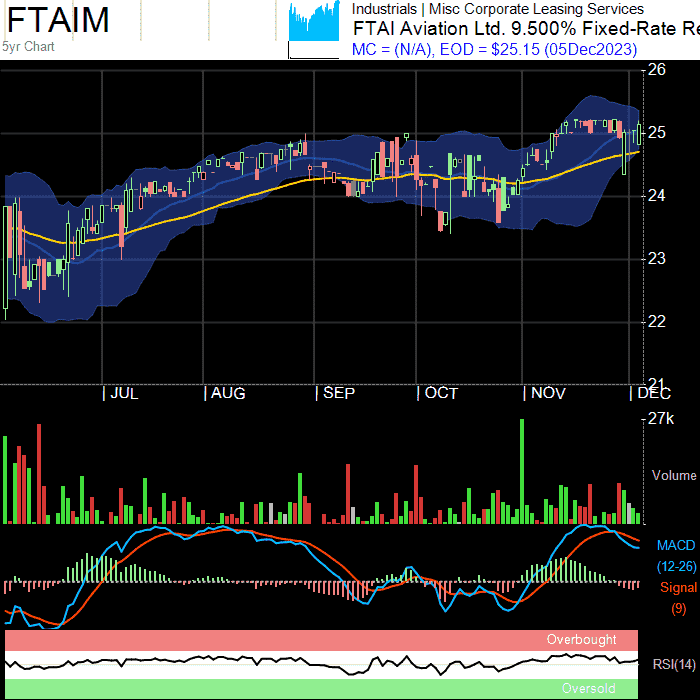 FTAIM
5yr Chart
Industrials | Misc Corporate Leasing Services
FTAI Aviation Ltd. 9.500% Fixed-Rate Re
MC = (N/A), EOD = $25.15 (05Dec2023)
26
25
24
23
22
21
JUL AUG SEP OCT NOV DEC
27k
Volume
MACD
(12-26)
Signal
(9)
Overbought
RSI(14)
Oversold